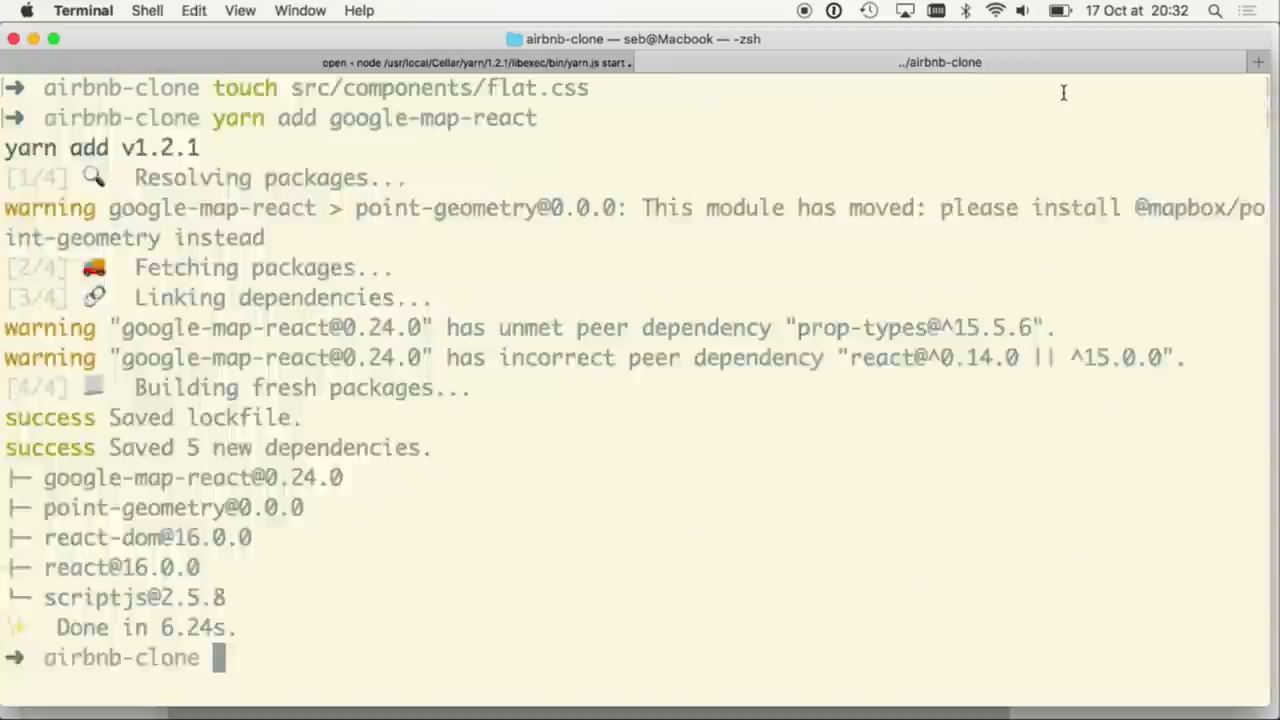 Terminal Shell Edit View Window Help 17 Oct at 20:32
airbnb-clone — seb@Macbook — -zsh
open ‹ node /usr/local/Cellar/yarn/1.2.1/libexec/bin/yarn.js start . ../airbnb-clone +
➜ airbnb-clone touch src/components/flat.css
➜ airbnb-clone yarn add google-map-react
yarn add v1.2.1
[1/4] 🔍 Resolving packages...
warning google-map-react > point-geometry@0.0.0: This module has moved: please install @mapbox/po
int-geometry instead
[2/4] 🚚 Fetching packages...
[3/4] 🔗 Linking dependencies...
warning "google-map-react@0.24.0" has unmet peer dependency "prop-types@^15.5.6".
warning "google-map-react@0.24.0" has incorrect peer dependency "react@^0.14.0 || ^15.0.0".
[4/4] 📃 Building fresh packages...
success Saved lockfile.
success Saved 5 new dependencies.
├─ google-map-react@0.24.0
├─ point-geometry@0.0.0
├─ react-dom@16.0.0
├─ react@16.0.0
└─ scriptjs@2.5.8
✨ Done in 6.24s.
➜ airbnb-clone